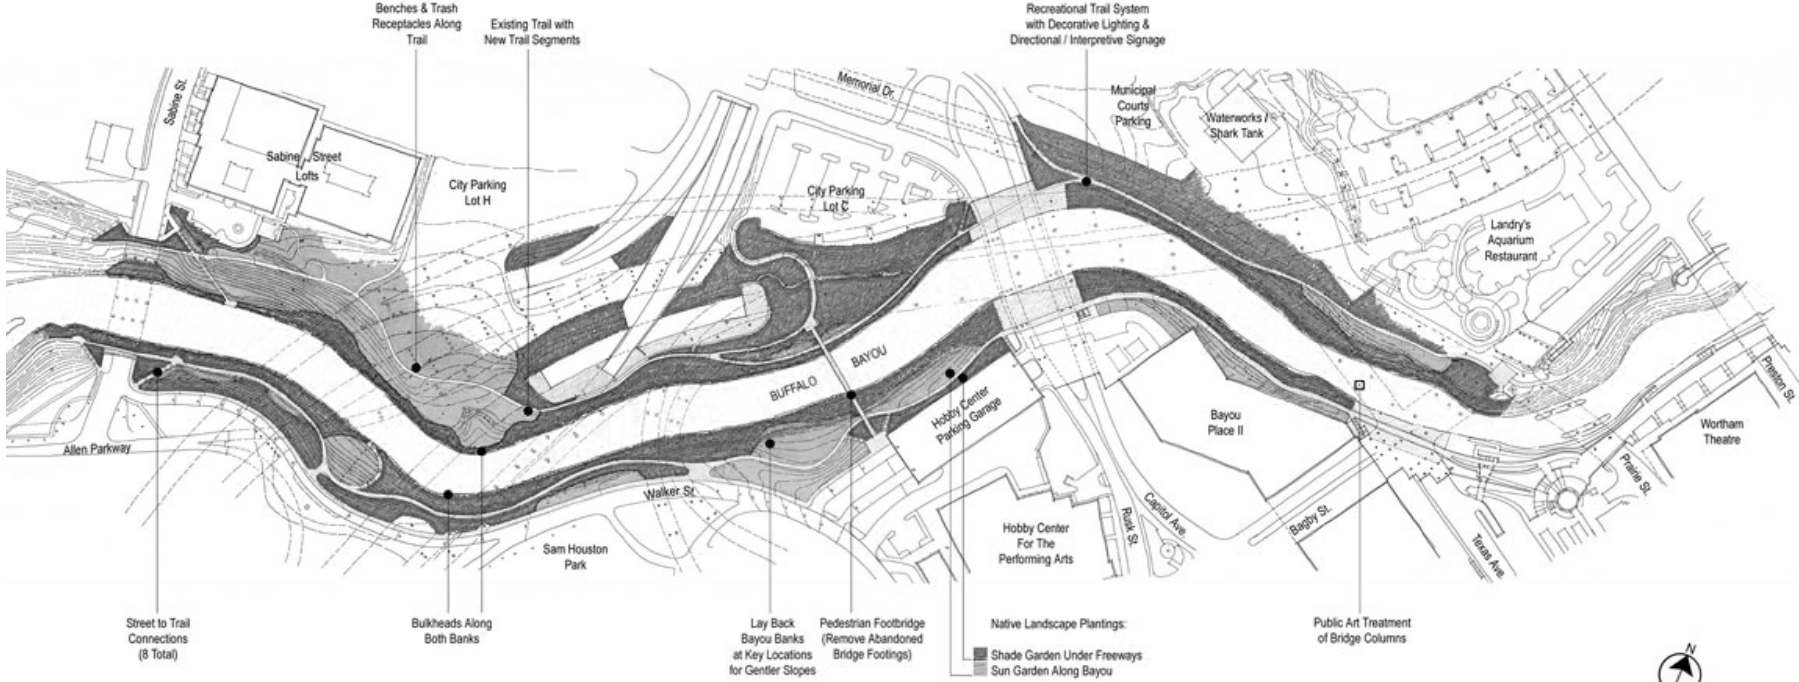 Benches & Trash
Receptacles Along
Trail
Existing Trail with
New Trail Segments
Recreational Trail System
with Decorative Lighting &
Directional / Interpretive Signage
Sabine St.
Sabine Street
Lofts
City Parking
Lot H
Memorial Dr.
City Parking
Lot C
Municipal
Courts
Parking
Waterworks /
Shark Tank
Landry's
Aquarium
Restaurant
BUFFALO BAYOU
Allen Parkway
Walker St.
Sam Houston
Park
Hobby Center
Parking Garage
Hobby Center
For The
Performing Arts
Rusk St.
Capitol Ave.
Bayou
Place II
Bagby St.
Texas Ave.
Prairie St.
Preston St.
Wortham
Theatre
Street to Trail
Connections
(8 Total)
Bulkheads Along
Both Banks
Lay Back
Bayou Banks
at Key Locations
for Gentler Slopes
Pedestrian Footbridge
(Remove Abandoned
Bridge Footings)
Native Landscape Plantings:
Shade Garden Under Freeways
Sun Garden Along Bayou
Public Art Treatment
of Bridge Columns
N